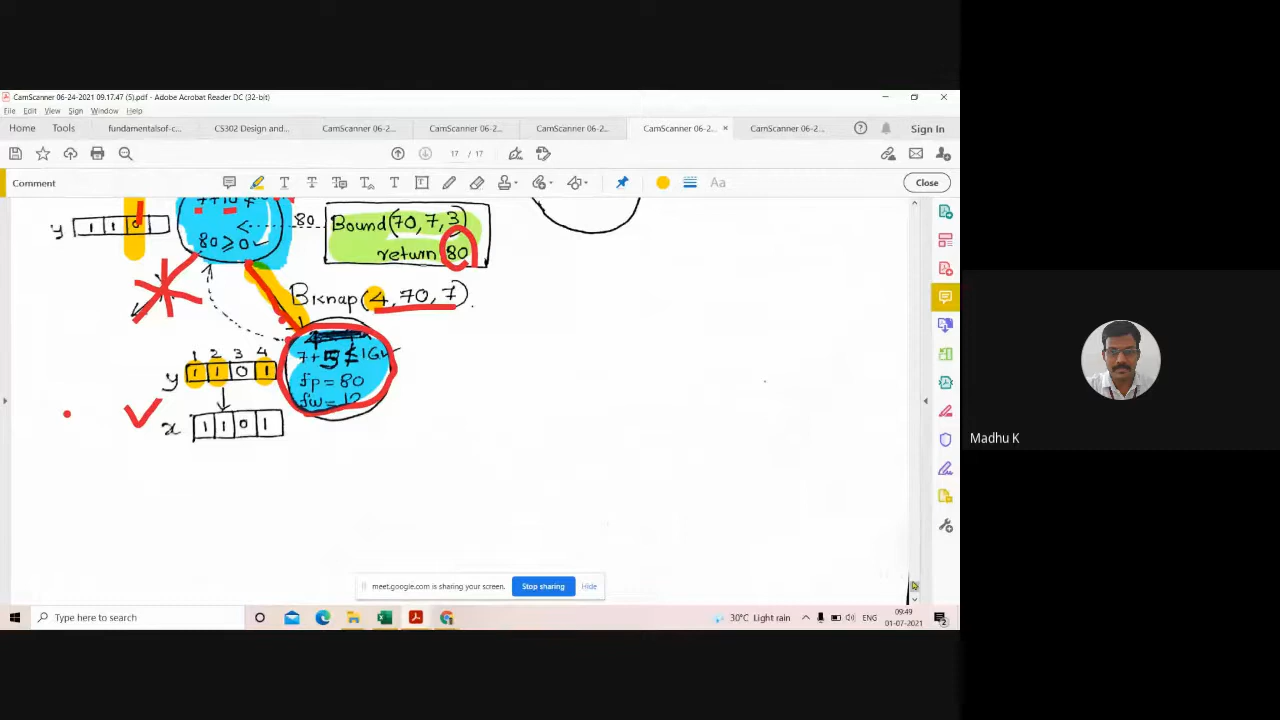 CamScanner 06-24-2021 09.17.47 (5).pdf - Adobe Acrobat Reader DC (32-bit)
File Edit View Sign Window Help
Home Tools fundamentalsof-c... CS302 Design and... CamScanner 06-2... CamScanner 06-2... CamScanner 06-2... CamScanner 06-2... × CamScanner 06-2... Sign In
17 / 17
Comment Aa Close
y 1 1 0
80 ≥ 0
80
Bound(70, 7, 3)
return 80
Bknap(4, 70, 7).
1 2 3 4
y 1 1 0 1
7+5
fp = 80
fw = 12
x 1 1 0 1
Madhu K
meet.google.com is sharing your screen. Stop sharing Hide
Type here to search
30°C Light rain ENG
09:49
01-07-2021
2